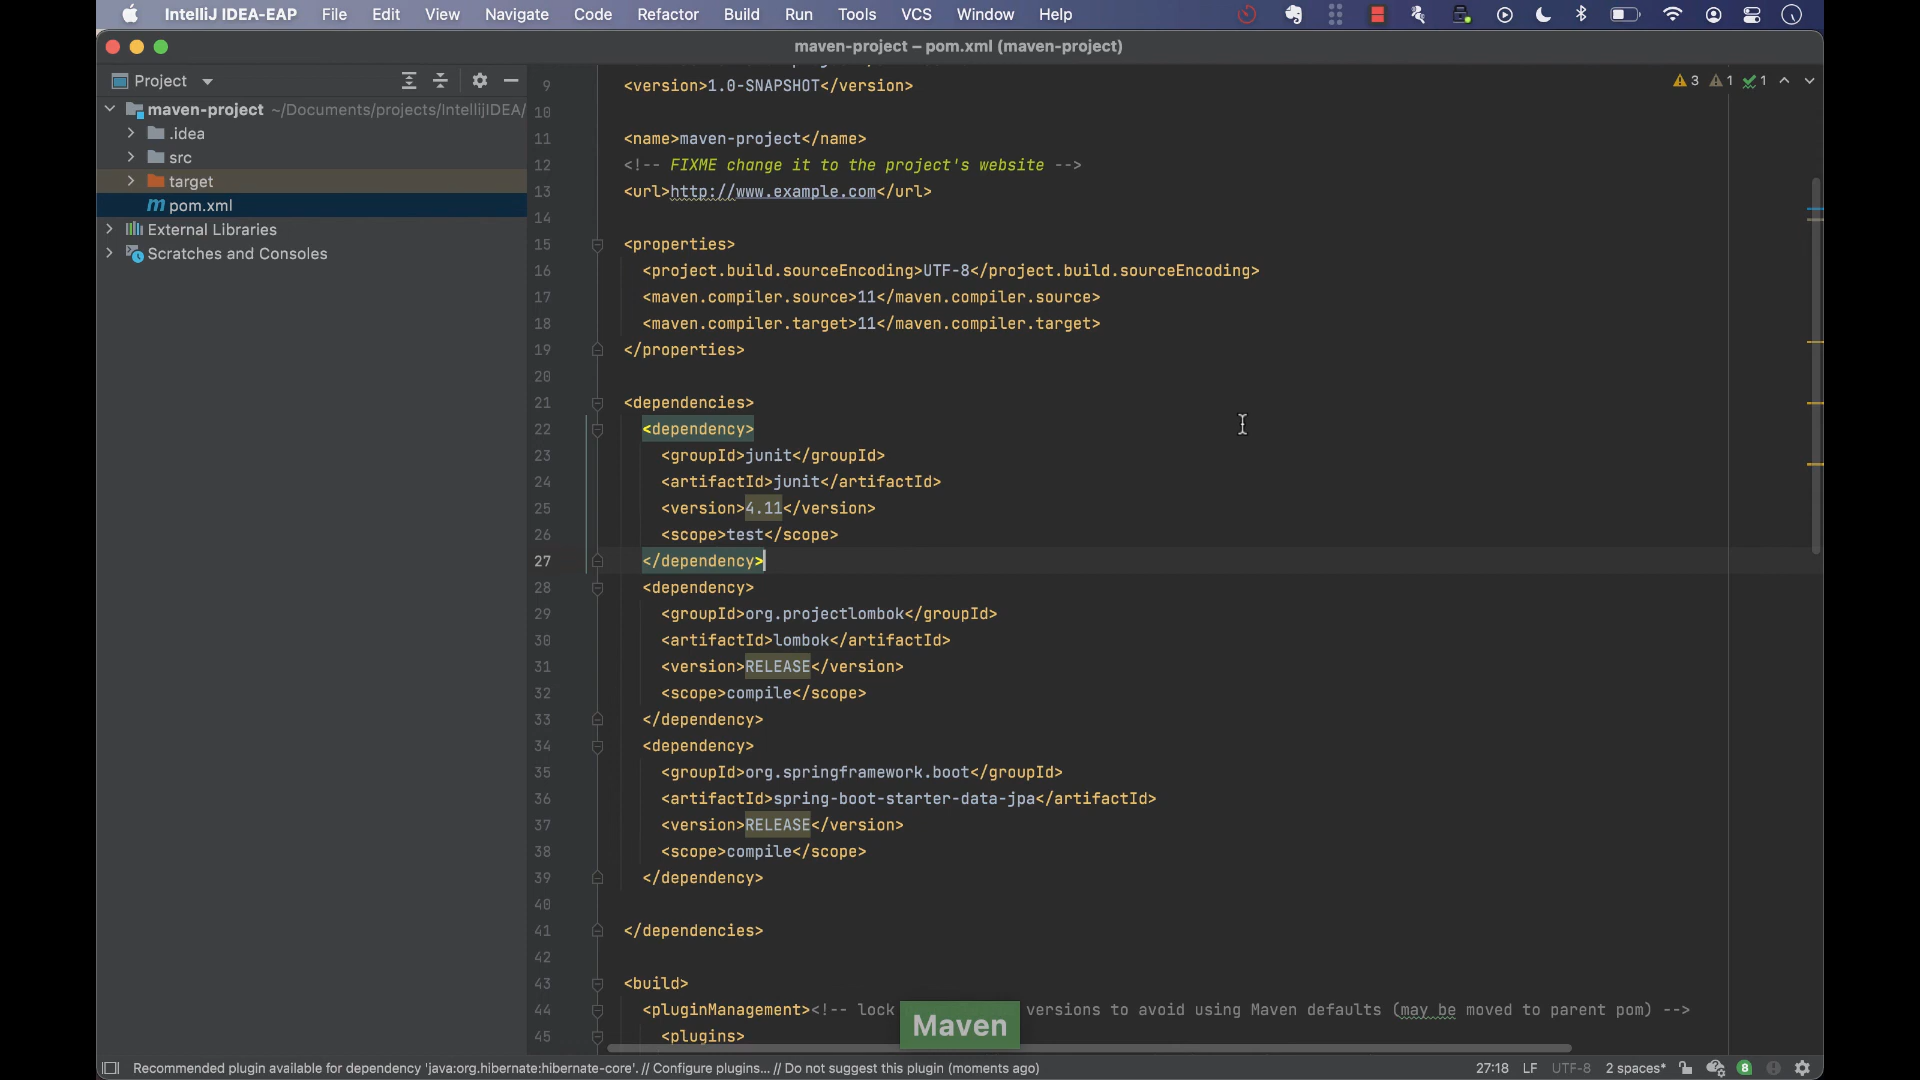 IntelliJ IDEA-EAP File Edit View Navigate Code Refactor Build Run Tools VCS Window Help
maven-project – pom.xml (maven-project)
Project
maven-project ~/Documents/projects/IntellijIDEA/
.idea
src
target
pom.xml
External Libraries
Scratches and Consoles
3 1 1
9 <version>1.0-SNAPSHOT</version>
10
11 <name>maven-project</name>
12 <!-- FIXME change it to the project's website -->
13 <url>http://www.example.com</url>
14
15 <properties>
16 <project.build.sourceEncoding>UTF-8</project.build.sourceEncoding>
17 <maven.compiler.source>11</maven.compiler.source>
18 <maven.compiler.target>11</maven.compiler.target>
19 </properties>
20
21 <dependencies>
22 <dependency>
23 <groupId>junit</groupId>
24 <artifactId>junit</artifactId>
25 <version>4.11</version>
26 <scope>test</scope>
27 </dependency>
28 <dependency>
29 <groupId>org.projectlombok</groupId>
30 <artifactId>lombok</artifactId>
31 <version>RELEASE</version>
32 <scope>compile</scope>
33 </dependency>
34 <dependency>
35 <groupId>org.springframework.boot</groupId>
36 <artifactId>spring-boot-starter-data-jpa</artifactId>
37 <version>RELEASE</version>
38 <scope>compile</scope>
39 </dependency>
40
41 </dependencies>
42
43 <build>
44 <pluginManagement><!-- lock versions to avoid using Maven defaults (may be moved to parent pom) -->
45 <plugins>
Maven
Recommended plugin available for dependency 'java:org.hibernate:hibernate-core'. // Configure plugins... // Do not suggest this plugin (moments ago)
27:18 LF UTF-8 2 spaces* 8